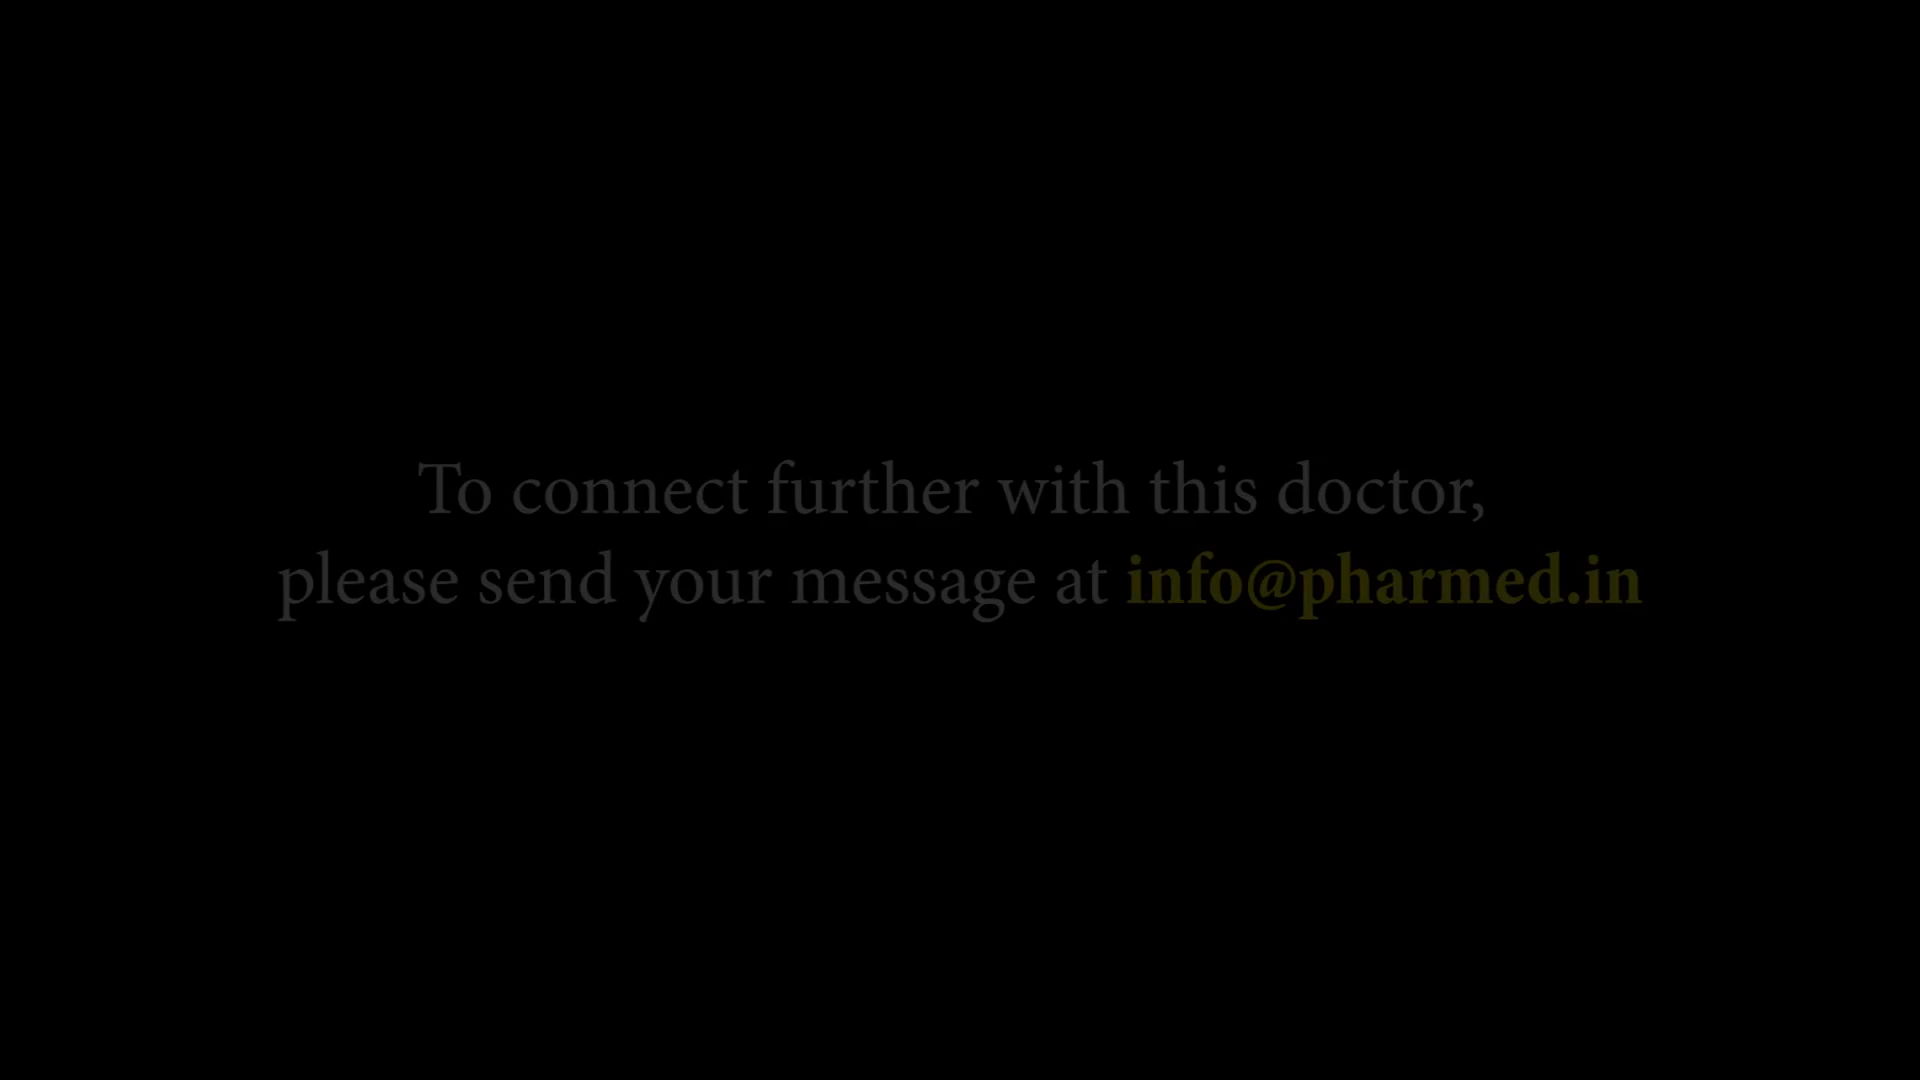 To connect further with this doctor,
please send your message at info@pharmed.in